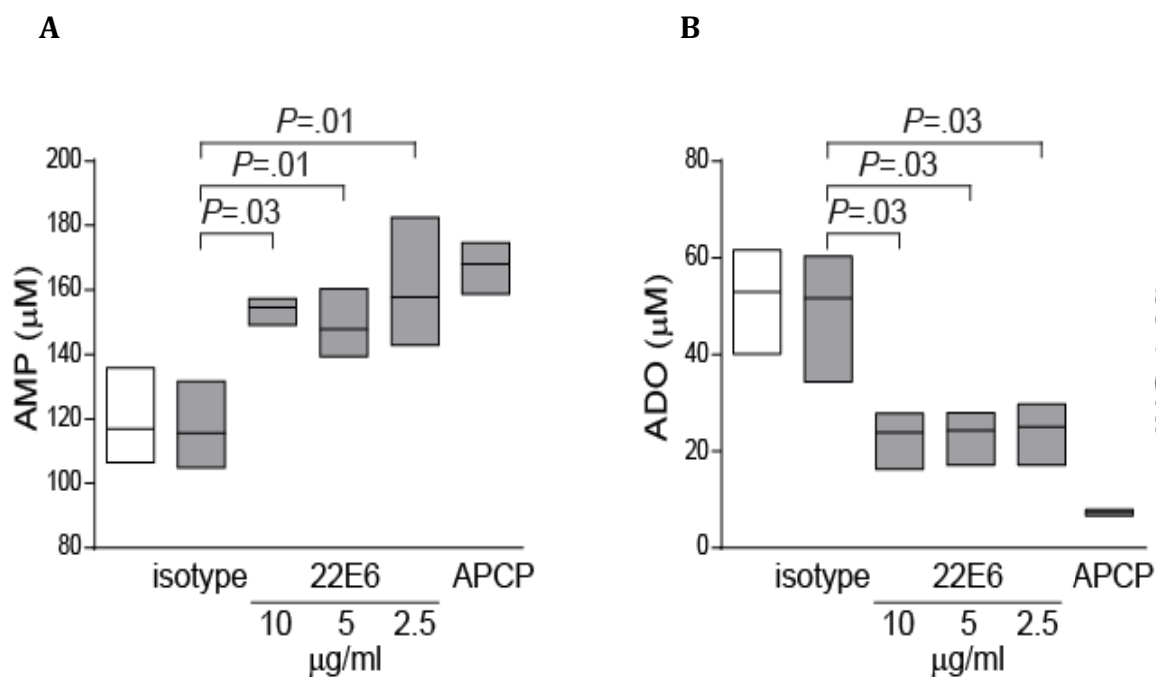 A
P=.01
P=.01
P=.03
AMP (µM)
200
180
160
140
120
100
80
isotype 22E6 APCP
10 5 2.5
µg/ml
B
P=.03
P=.03
P=.03
ADO (µM)
80
60
40
20
0
isotype 22E6 APCP
10 5 2.5
µg/ml